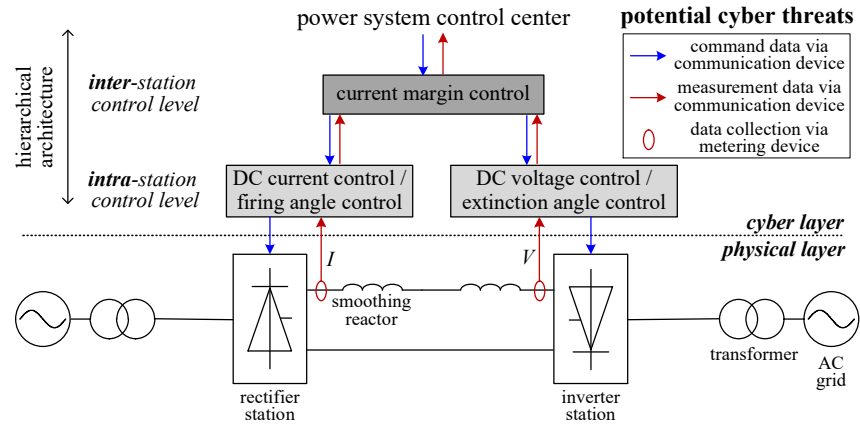 power system control center
potential cyber threats
command data via
communication device
measurement data via
communication device
data collection via
metering device
hierarchical
architecture
inter-station
control level
current margin control
intra-station
control level
DC current control /
firing angle control
DC voltage control /
extinction angle control
cyber layer
physical layer
I
V
smoothing
reactor
transformer
AC
grid
rectifier
station
inverter
station